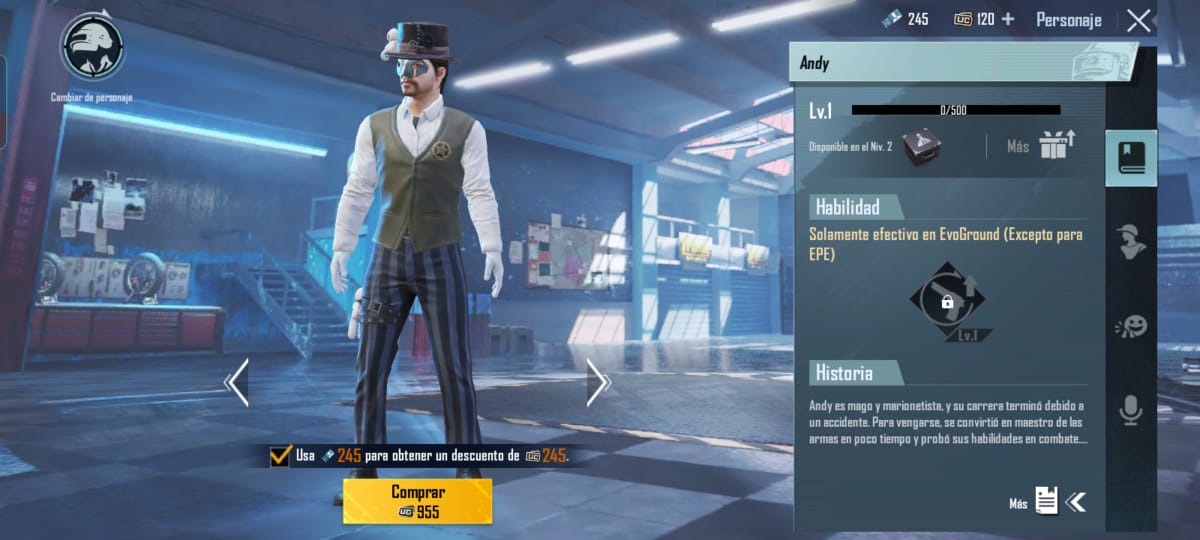 245
UC 120 +
Personaje
Cambiar de personaje
Andy
Lv.1
0/500
Disponible en el Niv. 2
Más
Habilidad
Solamente efectivo en EvoGround (Excepto para
EPE)
Lv.1
Historia
Andy es mago y marionetista, y su carrera terminó debido a
un accidente. Para vengarse, se convirtió en maestro de las
armas en poco tiempo y probó sus habilidades en combate....
Más
Usa 245 para obtener un descuento de UC 245.
Comprar
UC 955